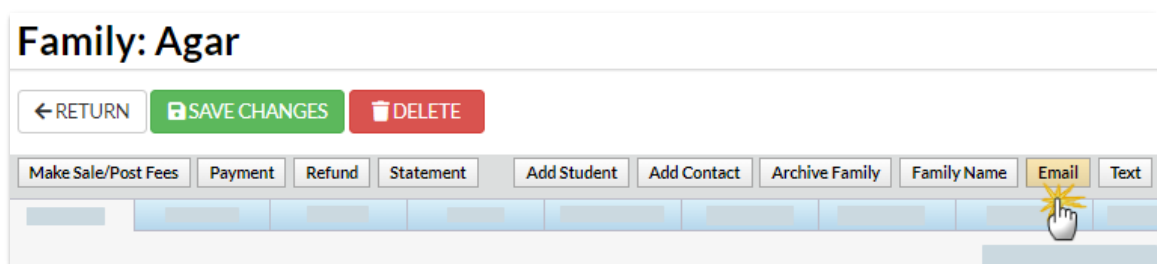 Family: Agar
RETURN SAVE CHANGES DELETE
Make Sale/Post Fees Payment Refund Statement Add Student Add Contact Archive Family Family Name Email Text